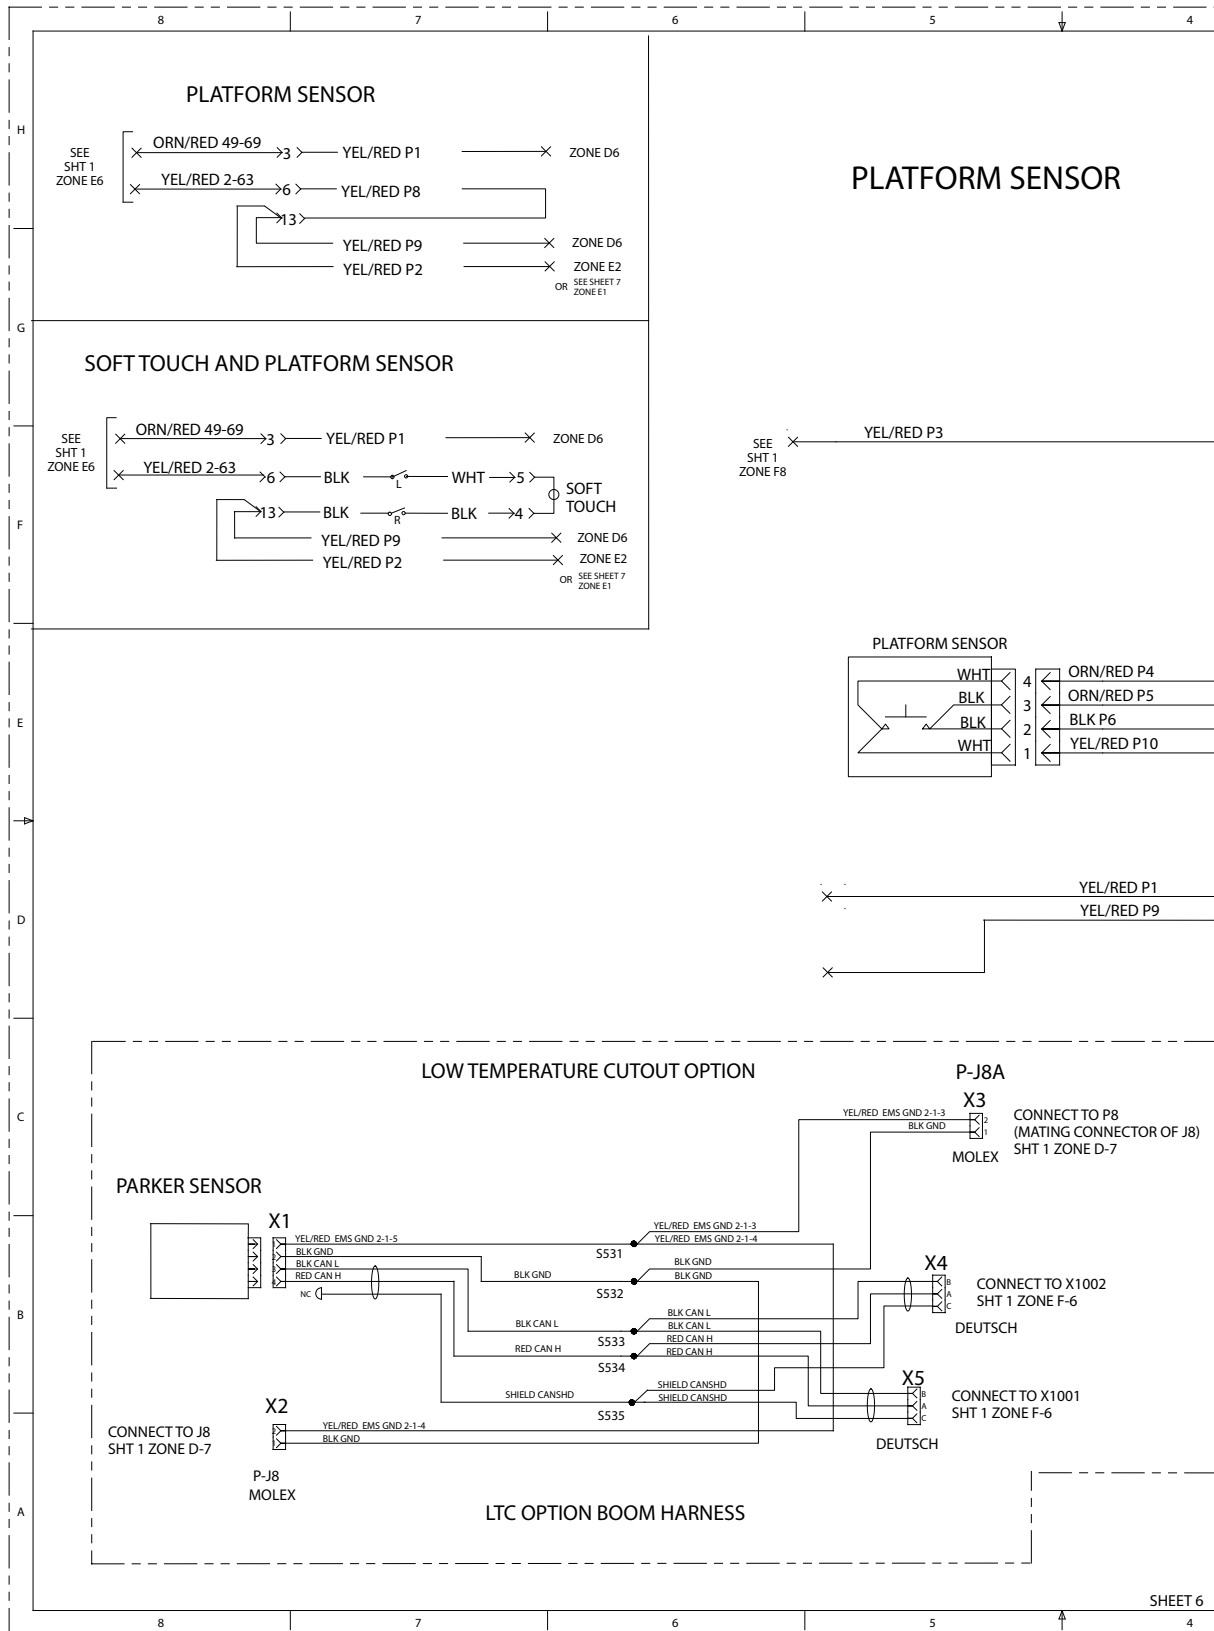 8 7 6 5 4
H
G
F
E
D
C
B
A
PLATFORM SENSOR
SEE
SHT 1
ZONE E6
ORN/RED 49-69
3
YEL/RED P1
ZONE D6
YEL/RED 2-63
6
YEL/RED P8
13
YEL/RED P9
ZONE D6
YEL/RED P2
ZONE E2
OR SEE SHEET 7
ZONE E1
SOFT TOUCH AND PLATFORM SENSOR
SEE
SHT 1
ZONE E6
ORN/RED 49-69
3
YEL/RED P1
ZONE D6
YEL/RED 2-63
6
BLK
L
WHT
5
SOFT
TOUCH
13
BLK
R
BLK
4
YEL/RED P9
ZONE D6
YEL/RED P2
ZONE E2
OR SEE SHEET 7
ZONE E1
PLATFORM SENSOR
SEE
SHT 1
ZONE F8
YEL/RED P3
PLATFORM SENSOR
WHT 4 ORN/RED P4
BLK 3 ORN/RED P5
BLK 2 BLK P6
WHT 1 YEL/RED P10
YEL/RED P1
YEL/RED P9
LOW TEMPERATURE CUTOUT OPTION
P-J8A
X3
YEL/RED EMS GND 2-1-3 2
BLK GND 1
MOLEX
CONNECT TO P8
(MATING CONNECTOR OF J8)
SHT 1 ZONE D-7
PARKER SENSOR
X1
1 YEL/RED EMS GND 2-1-5
2 BLK GND
3 BLK CAN L
4 RED CAN H
NC
S531
YEL/RED EMS GND 2-1-3
YEL/RED EMS GND 2-1-4
BLK GND
S532
BLK GND
BLK GND
BLK CAN L
S533
BLK CAN L
BLK CAN L
RED CAN H
S534
RED CAN H
RED CAN H
SHIELD CANSHD
S535
SHIELD CANSHD
SHIELD CANSHD
X4
B
A
C
DEUTSCH
CONNECT TO X1002
SHT 1 ZONE F-6
X5
B
A
C
DEUTSCH
CONNECT TO X1001
SHT 1 ZONE F-6
X2
CONNECT TO J8
SHT 1 ZONE D-7
2 YEL/RED EMS GND 2-1-4
1 BLK GND
P-J8
MOLEX
LTC OPTION BOOM HARNESS
SHEET 6
8 7 6 5 4